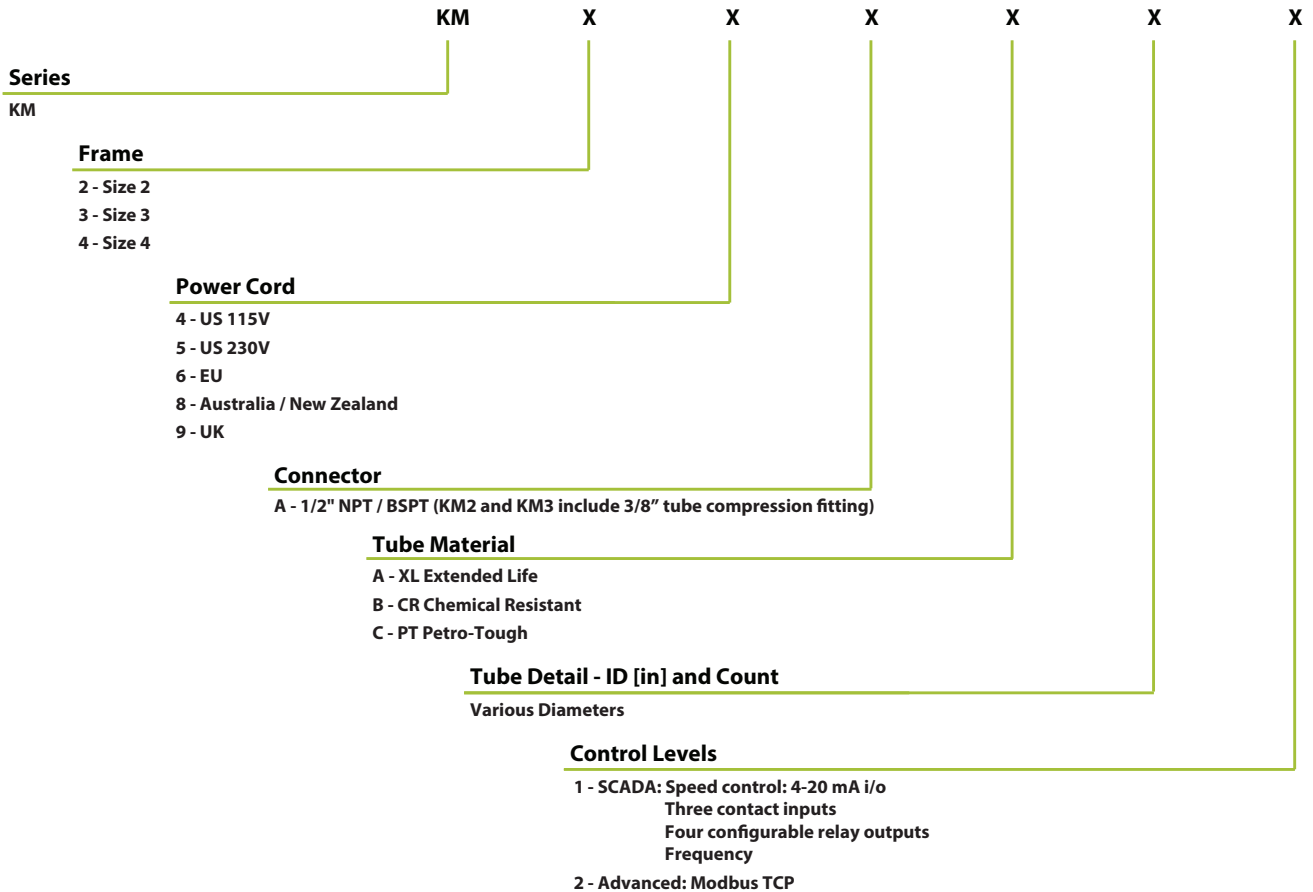 KM X X X X X X
Series
KM
Frame
2 - Size 2
3 - Size 3
4 - Size 4
Power Cord
4 - US 115V
5 - US 230V
6 - EU
8 - Australia / New Zealand
9 - UK
Connector
A - 1/2" NPT / BSPT (KM2 and KM3 include 3/8” tube compression fitting)
Tube Material
A - XL Extended Life
B - CR Chemical Resistant
C - PT Petro-Tough
Tube Detail - ID [in] and Count
Various Diameters
Control Levels
1 - SCADA: Speed control: 4-20 mA i/o
Three contact inputs
Four configurable relay outputs
Frequency
2 - Advanced: Modbus TCP